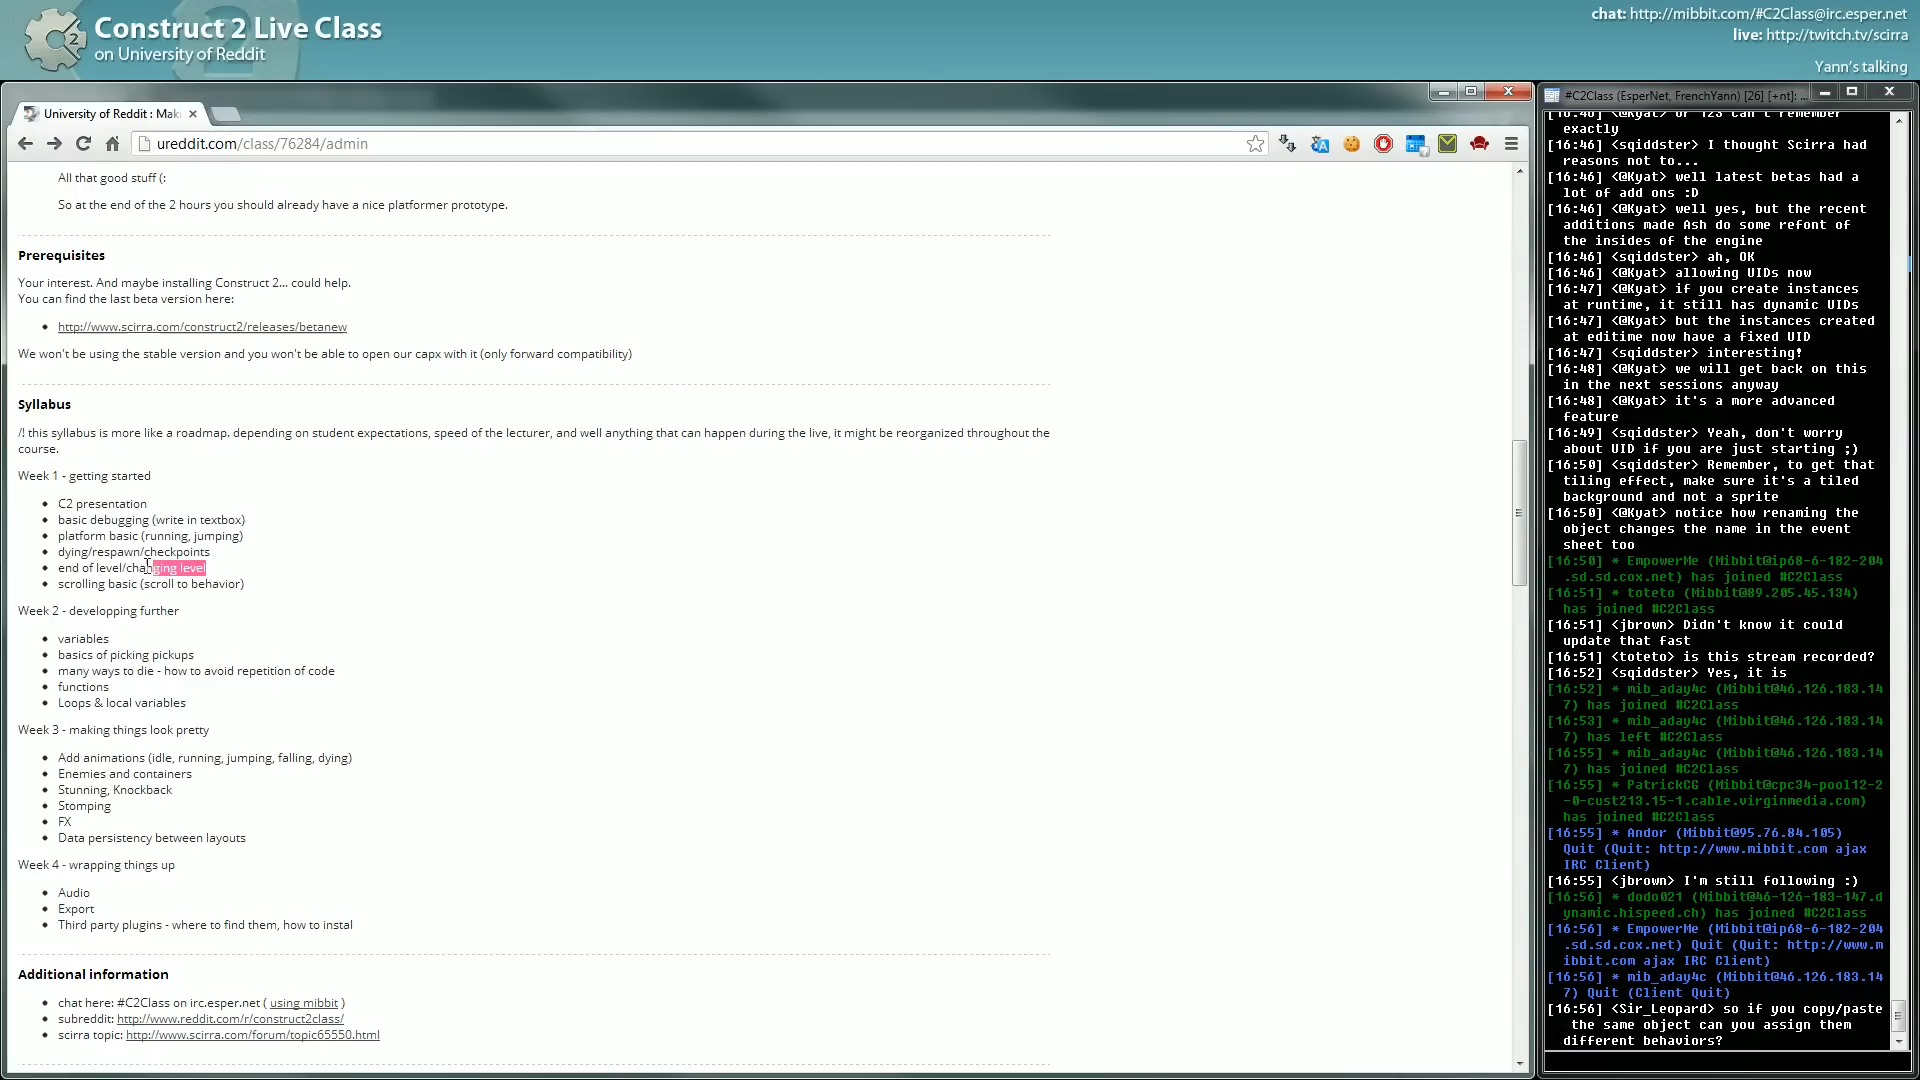 Construct 2 Live Class
on University of Reddit
chat: http://mibbit.com/#C2Class@irc.esper.net
live: http://twitch.tv/scirra
Yann's talking
University of Reddit : Mak
ureddit.com/class/76284/admin
All that good stuff (:
So at the end of the 2 hours you should already have a nice platformer prototype.
Prerequisites
Your interest. And maybe installing Construct 2... could help.
You can find the last beta version here:
http://www.scirra.com/construct2/releases/betanew
We won't be using the stable version and you won't be able to open our capx with it (only forward compatibility)
Syllabus
/! this syllabus is more like a roadmap. depending on student expectations, speed of the lecturer, and well anything that can happen during the live, it might be reorganized throughout the
course.
Week 1 - getting started
C2 presentation
basic debugging (write in textbox)
platform basic (running, jumping)
dying/respawn/checkpoints
end of level/changing level
scrolling basic (scroll to behavior)
Week 2 - developping further
variables
basics of picking pickups
many ways to die - how to avoid repetition of code
functions
Loops & local variables
Week 3 - making things look pretty
Add animations (idle, running, jumping, falling, dying)
Enemies and containers
Stunning, Knockback
Stomping
FX
Data persistency between layouts
Week 4 - wrapping things up
Audio
Export
Third party plugins - where to find them, how to instal
Additional information
chat here: #C2Class on irc.esper.net ( using mibbit )
subreddit: http://www.reddit.com/r/construct2class/
scirra topic: http://www.scirra.com/forum/topic65550.html
#C2Class (EsperNet, FrenchYann) [26] [+nt]: ...
[16:46] <@Kyat> or 123 can't remember
exactly
[16:46] <sqiddster> I thought Scirra had
reasons not to...
[16:46] <@Kyat> well latest betas had a
lot of add ons :D
[16:46] <@Kyat> well yes, but the recent
additions made Ash do some refont of
the insides of the engine
[16:46] <sqiddster> ah, OK
[16:46] <@Kyat> allowing UIDs now
[16:47] <@Kyat> if you create instances
at runtime, it still has dynamic UIDs
[16:47] <@Kyat> but the instances created
at editime now have a fixed UID
[16:47] <sqiddster> interesting!
[16:48] <@Kyat> we will get back on this
in the next sessions anyway
[16:48] <@Kyat> it's a more advanced
feature
[16:49] <sqiddster> Yeah, don't worry
about UID if you are just starting ;)
[16:50] <sqiddster> Remember, to get that
tiling effect, make sure it's a tiled
background and not a sprite
[16:50] <@Kyat> notice how renaming the
object changes the name in the event
sheet too
[16:50] * EmpowerMe (Mibbit@ip68-6-182-204
.sd.sd.cox.net) has joined #C2Class
[16:51] * toteto (Mibbit@89.205.45.134)
has joined #C2Class
[16:51] <jbrown> Didn't know it could
update that fast
[16:51] <toteto> is this stream recorded?
[16:52] <sqiddster> Yes, it is
[16:52] * mib_aday4c (Mibbit@46.126.183.14
7) has joined #C2Class
[16:53] * mib_aday4c (Mibbit@46.126.183.14
7) has left #C2Class
[16:55] * mib_aday4c (Mibbit@46.126.183.14
7) has joined #C2Class
[16:55] * PatrickCG (Mibbit@cpc34-pool12-2
-0-cust213.15-1.cable.virginmedia.com)
has joined #C2Class
[16:55] * Andor (Mibbit@95.76.84.105)
Quit (Quit: http://www.mibbit.com ajax
IRC Client)
[16:55] <jbrown> I'm still following :)
[16:56] * dodo021 (Mibbit@46-126-183-147.d
ynamic.hispeed.ch) has joined #C2Class
[16:56] * EmpowerMe (Mibbit@ip68-6-182-204
.sd.sd.cox.net) Quit (Quit: http://www.m
ibbit.com ajax IRC Client)
[16:56] * mib_aday4c (Mibbit@46.126.183.14
7) Quit (Client Quit)
[16:56] <Sir_Leopard> so if you copy/paste
the same object can you assign them
different behaviors?